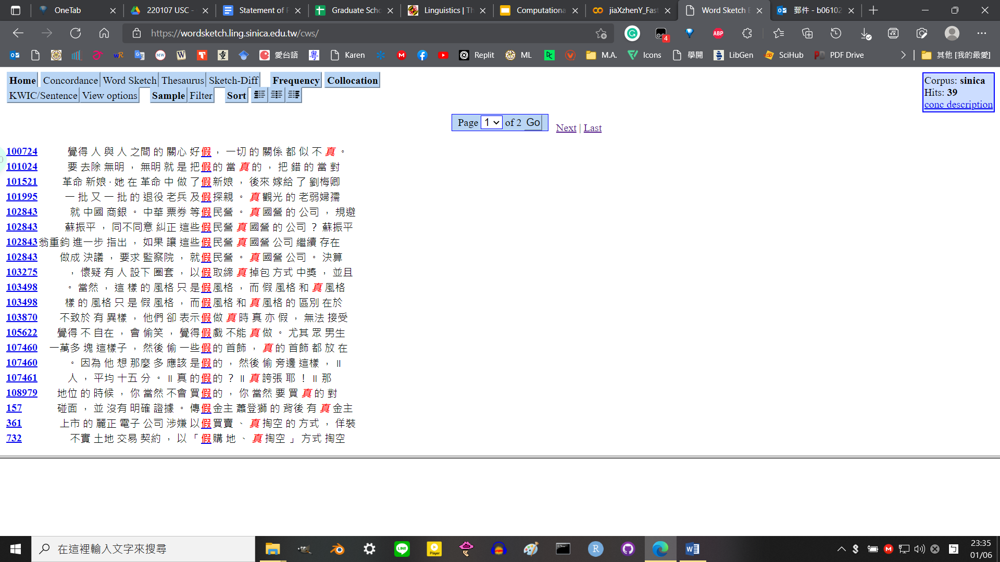 OneTab
220107 USC -
Statement of P
Graduate Scho
Linguistics | Th
Computationa
jiaXzhenY_Fast
Word Sketch E
郵件 - b06102
https://wordsketch.ling.sinica.edu.tw/cws/
4
ABP
愛台語
Karen
Replit
ML
M.A.
Icons
學開
LibGen
SciHub
PDF Drive
其他 [我的最愛]
Home Concordance Word Sketch Thesaurus Sketch-Diff Frequency Collocation
KWIC/Sentence View options Sample Filter Sort
Corpus: sinica
Hits: 39
conc description
Page 1 of 2 Go Next | Last
100724 覺得 人 與 人 之間 的 關心 好 假 ， 一切 的 關係 都 似 不 真 。
101024 要 去除 無明 ， 無明 就 是 把 假 的 當 真 的 ， 把 錯 的 當 對
101521 革命 新娘 · 她 在 革命 中 做 了 假 新娘 ， 後來 嫁給 了 劉梅卿
101995 一 批 又 一 批 的 退役 老兵 及 假 探親 。 真 觀光 的 老弱婦孺
102843 就 中國 商銀 。 中華 票券 等 假 民營 。 真 國營 的 公司 ， 規避
102843 蘇振平 ， 同不同意 糾正 這些 假 民營 真 國營 的 公司 ？ 蘇振平
102843 翁重鈞 進一步 指出 ， 如果 讓 這些 假 民營 真 國營 公司 繼續 存在
102843 做成 決議 ， 要求 監察院 ， 就 假 民營 。 真 國營 公司 。 決算
103275 ， 懷疑 有 人 設下 圈套 ， 以 假 取締 真 掉包 方式 中獎 ， 並且
103498 。 當然 ， 這 樣 的 風格 只 是 假 風格 ， 而 假 風格 和 真 風格
103498 樣 的 風格 只 是 假 風格 ， 而 假 風格 和 真 風格 的 區別 在於
103870 不致於 有 異樣 ， 他們 卻 表示 假 做 真 時 真 亦 假 ， 無法 接受
105622 覺得 不 自在 ， 會 偷笑 ， 覺得 假 戲 不能 真 做 。 尤其 眾 男生
107460 一萬多 塊 這樣子 ， 然後 偷 一些 假 的 首飾 ， 真 的 首飾 都 放 在
107460 。 因為 他 想 那麼 多 應該 是 假 的 ， 然後 偷 旁邊 這樣 ， ॥
107461 人 ， 平均 十五 分 。 ॥ 真 的 假 的 ？ ॥ 真 誇張 耶 ！ ॥ 那
108979 地位 的 時候 ， 你 當然 不會 買 假 的 ， 你 當然 要 買 真 的 對
157 碰面 ， 並 沒有 明確 證據 。 傳 假 金主 蕭登獅 的 背後 有 真 金主
361 上市 的 麗正 電子 公司 涉嫌 以 假 買賣 、 真 掏空 的 方式 ， 佯裝
732 不實 土地 交易 契約 ， 以 「 假 購 地 、 真 掏空 」 方式 掏空
在這裡輸入文字來搜尋
23:35
01/06